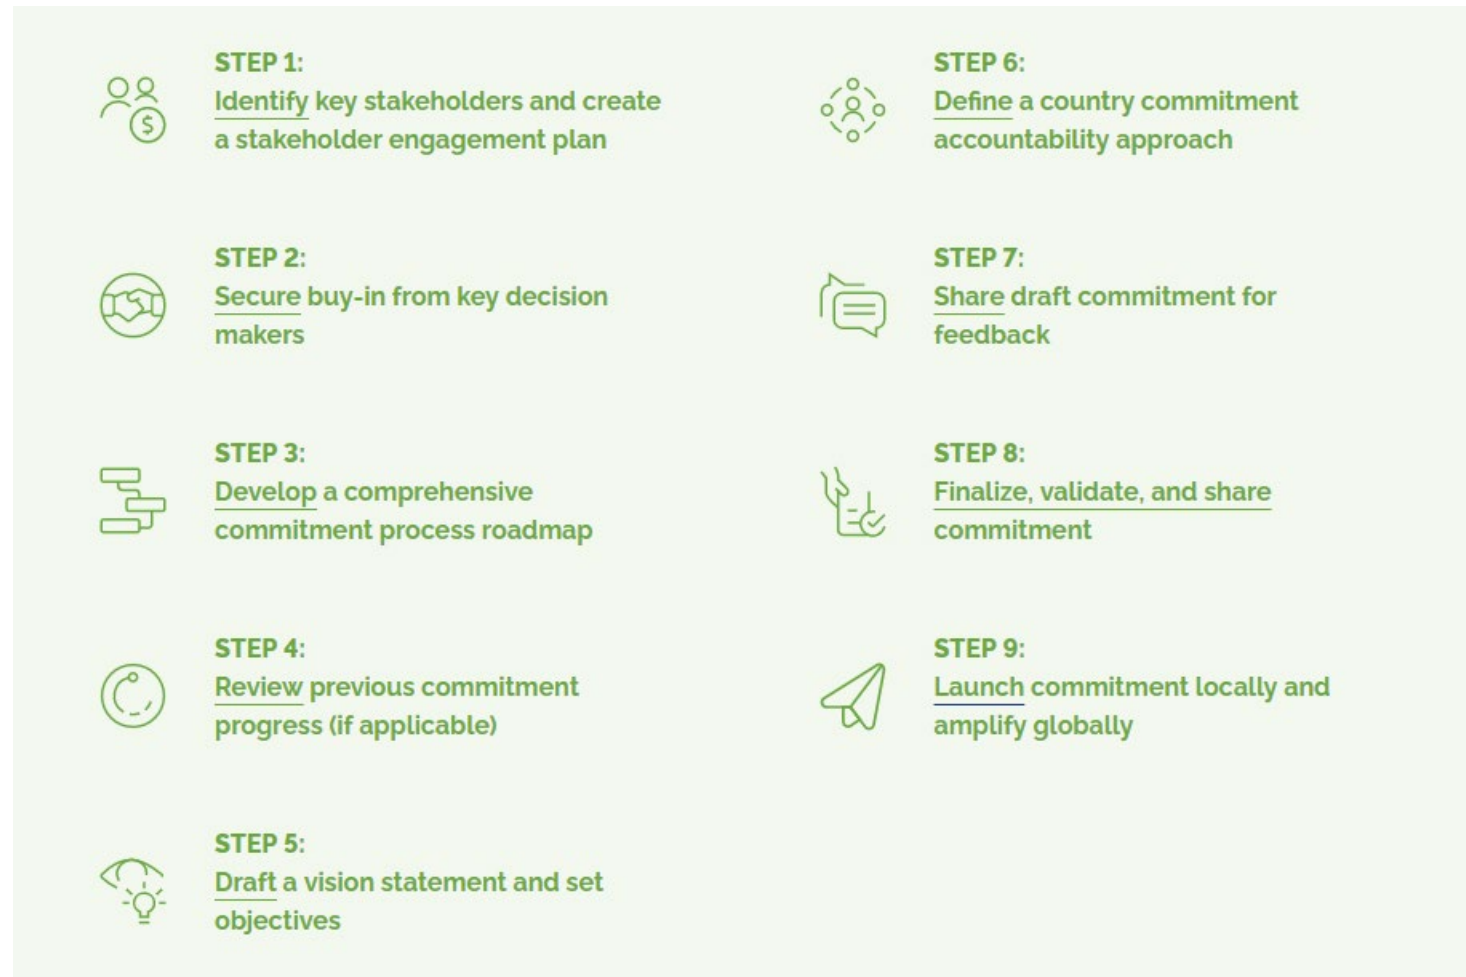 STEP 1:
Identify key stakeholders and create
a stakeholder engagement plan
STEP 2:
Secure buy-in from key decision
makers
STEP 3:
Develop a comprehensive
commitment process roadmap
STEP 4:
Review previous commitment
progress (if applicable)
STEP 5:
Draft a vision statement and set
objectives
STEP 6:
Define a country commitment
accountability approach
STEP 7:
Share draft commitment for
feedback
STEP 8:
Finalize, validate, and share
commitment
STEP 9:
Launch commitment locally and
amplify globally
$